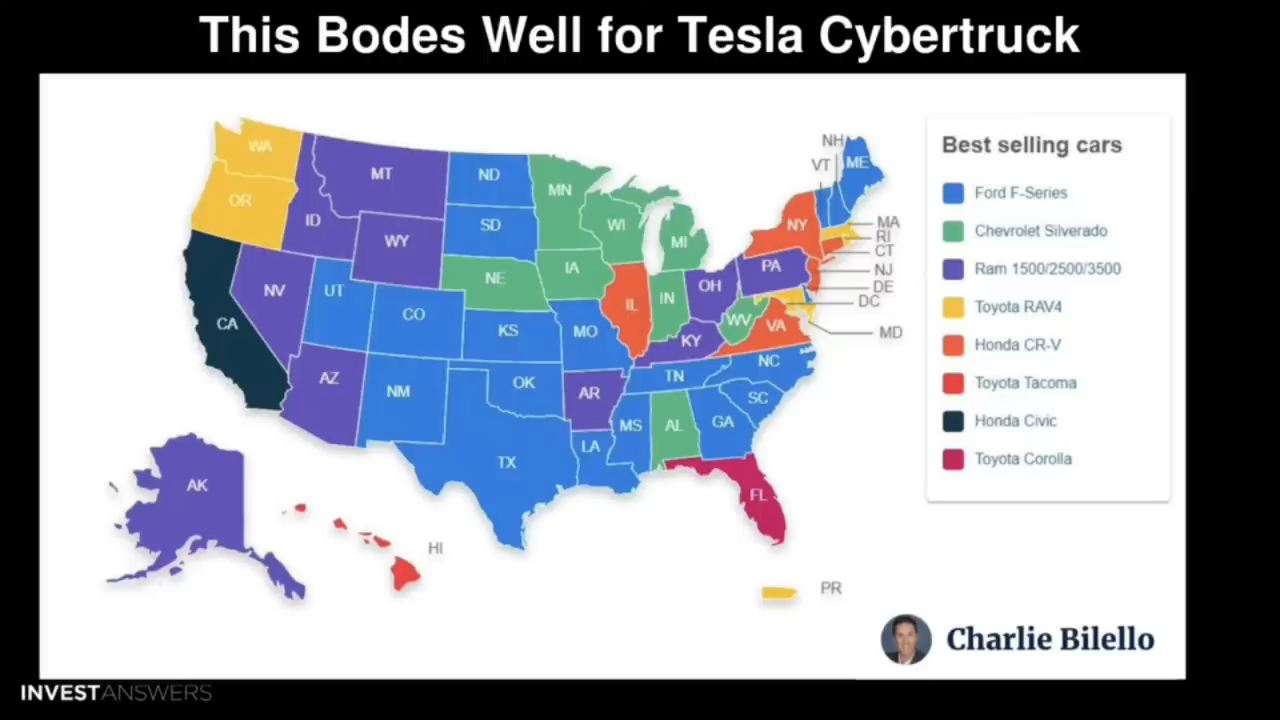 This Bodes Well for Tesla Cybertruck
Best selling cars
Ford F-Series
Chevrolet Silverado
Ram 1500/2500/3500
Toyota RAV4
Honda CR-V
Toyota Tacoma
Honda Civic
Toyota Corolla
WA
OR
CA
NV
ID
MT
WY
UT
AZ
CO
NM
ND
SD
NE
KS
OK
TX
MN
IA
MO
AR
LA
WI
IL
MI
IN
OH
KY
TN
MS
AL
GA
FL
SC
NC
VA
WV
PA
NY
VT
NH
ME
MA
RI
CT
NJ
DE
DC
MD
AK
HI
PR
Charlie Bilello
INVESTANSWERS